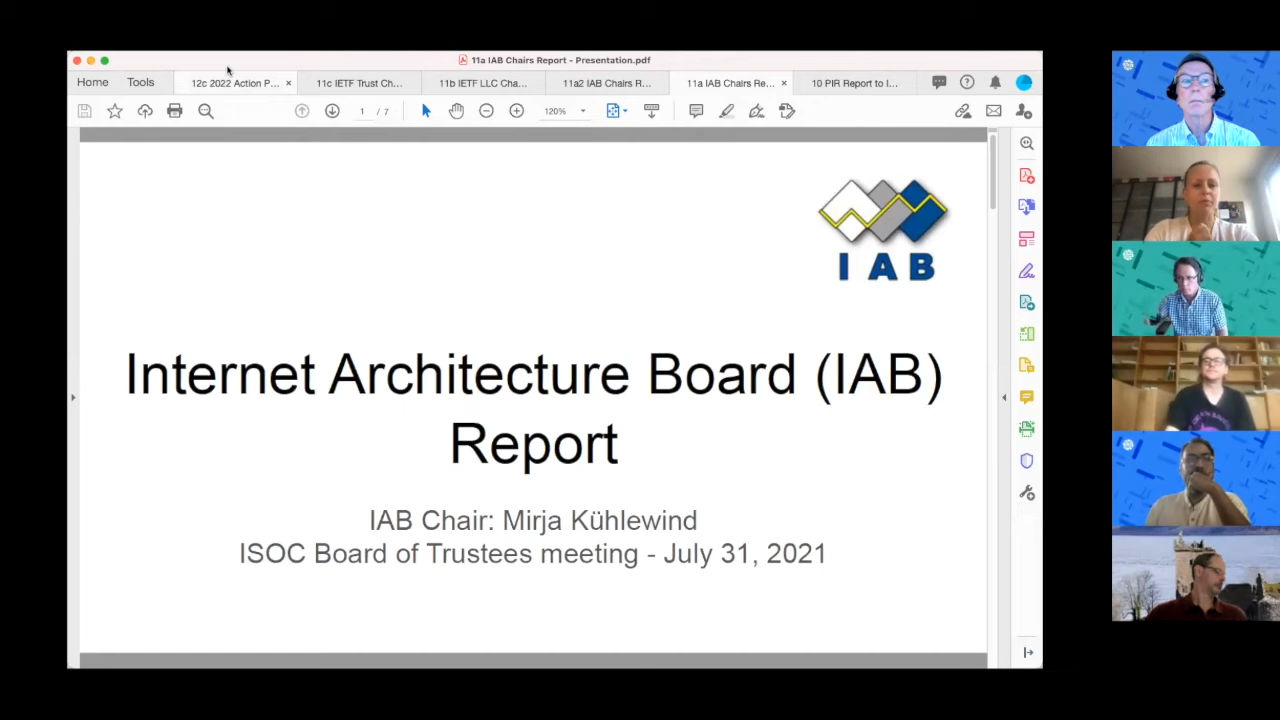 11a IAB Chairs Report - Presentation.pdf
Home Tools 12c 2022 Action P... × 11c IETF Trust Ch... 11b IETF LLC Cha... 11a2 IAB Chairs R... 11a IAB Chairs Re... × 10 PIR Report to I...
1 / 7 120%
I A B
Internet Architecture Board (IAB)
Report
IAB Chair: Mirja Kühlewind
ISOC Board of Trustees meeting - July 31, 2021